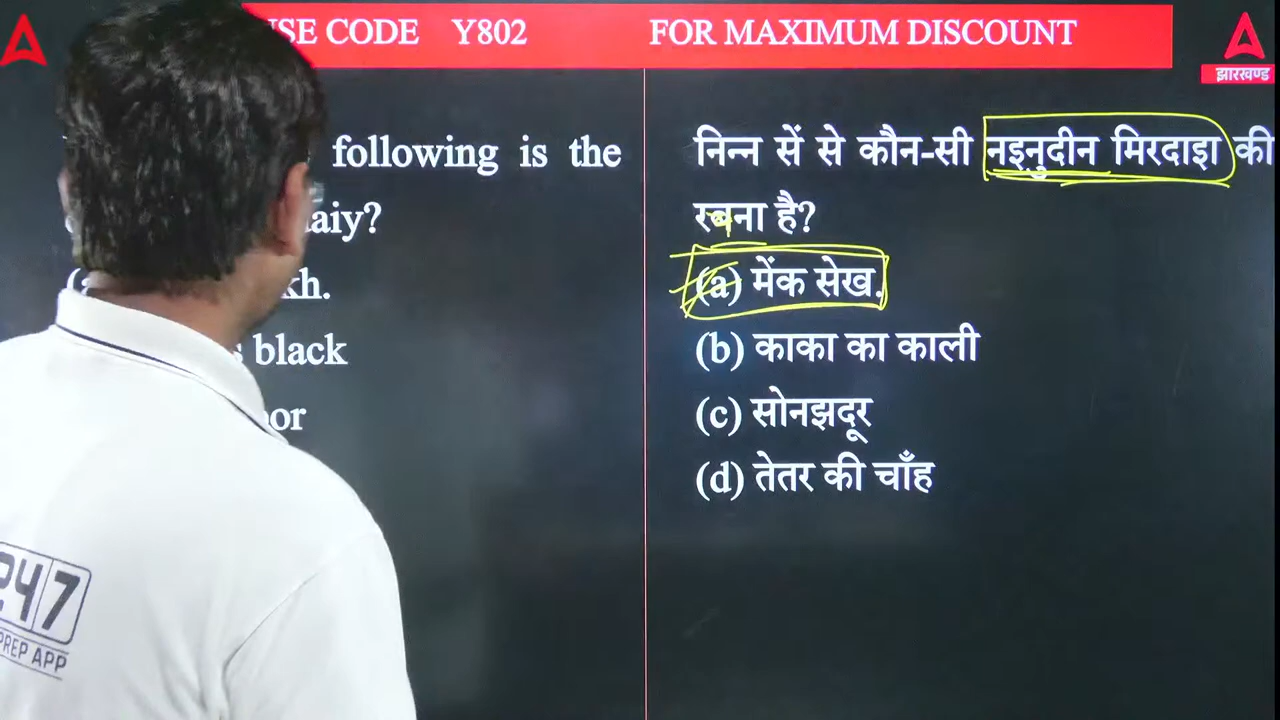 SE CODE Y802 FOR MAXIMUM DISCOUNT
झारखण्ड
following is the
aiy?
kh.
black
or
निन्न सें से कौन-सी नइनुदीन मिरदाइा की
रचना है?
(a) मेंक सेख.
(b) काका का काली
(c) सोनझदूर
(d) तेतर की चाँह
247
PREP APP